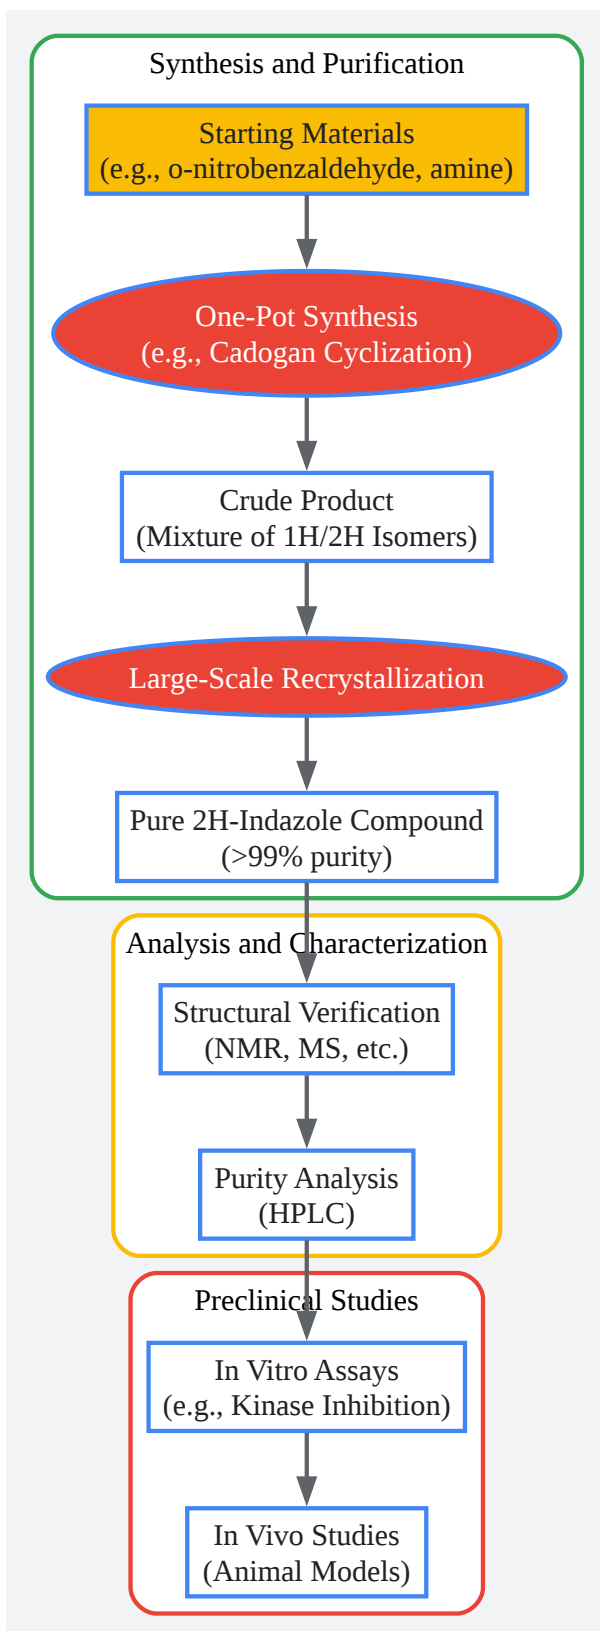 Synthesis and Purification
Starting Materials
(e.g., o-nitrobenzaldehyde, amine)
One-Pot Synthesis
(e.g., Cadogan Cyclization)
Crude Product
(Mixture of 1H/2H Isomers)
Large-Scale Recrystallization
Pure 2H-Indazole Compound
(>99% purity)
Analysis and Characterization
Structural Verification
(NMR, MS, etc.)
Purity Analysis
(HPLC)
Preclinical Studies
In Vitro Assays
(e.g., Kinase Inhibition)
In Vivo Studies
(Animal Models)